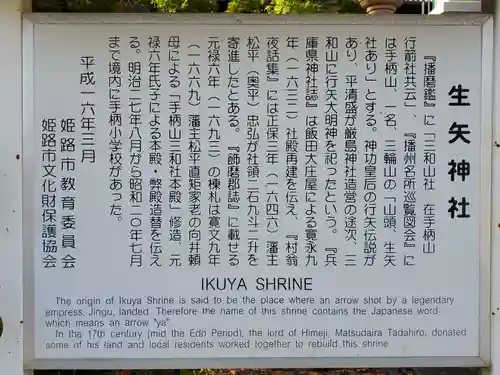 生矢神社
『播磨鑑』に「三和山社　在手柄山
行前社共云」、『播州名所巡覧図会』に
は手柄山、一名、三輪山の「山頭、生矢
社あり」とする。神功皇后の行矢伝説が
あり、平清盛が厳島神社造営の途次、三
和山に行矢大明神を祀ったという。『兵
庫県神社誌』は飯田大庄屋による寛永九
年（一六三二）社殿再建を伝え、『村翁
夜話集』には正保三年（一六四六）藩主
松平（奥平）忠弘が社領二石九斗二升を
寄進したとある。『飾磨郡誌』に載せる
元禄六年（一六九三）の棟札は寛文九年
（一六六九）藩主松平直矩家老の向井頼
母による「手柄山三和社本殿」修造、元
禄六年氏子による本殿・弊殿造替を伝え
る。明治二七年八月から昭和二〇年七月
まで境内に手柄小学校があった。
平成一六年三月
姫路市教育委員会
姫路市文化財保護協会
IKUYA SHRINE
The origin of Ikuya Shrine is said to be the place where an arrow shot by a legendary
empress, Jingu, landed. Therefore the name of this shrine contains the Japanese word
which means an arrow "ya"
In the 17th century (mid the Edo Period), the lord of Himeji, Matsudaira Tadahiro, donated
some of his land and local residents worked together to rebuild this shrine